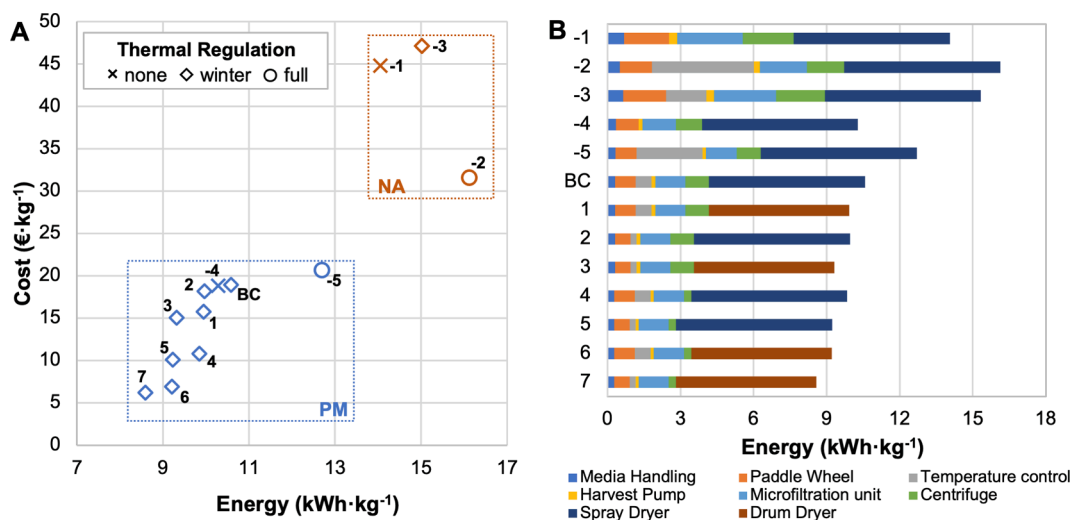 A
Cost (€·kg⁻¹)
50
45
40
35
30
25
20
15
10
5
0
Thermal Regulation
none winter full
-3
-1
-2
NA
-4
2
BC
-5
3
1
5
4
7
6
PM
7 9 11 13 15 17
Energy (kWh·kg⁻¹)
B
-1
-2
-3
-4
-5
BC
1
2
3
4
5
6
7
0 3 6 9 12 15 18
Energy (kWh·kg⁻¹)
Media Handling Paddle Wheel Temperature control
Harvest Pump Microfiltration unit Centrifuge
Spray Dryer Drum Dryer